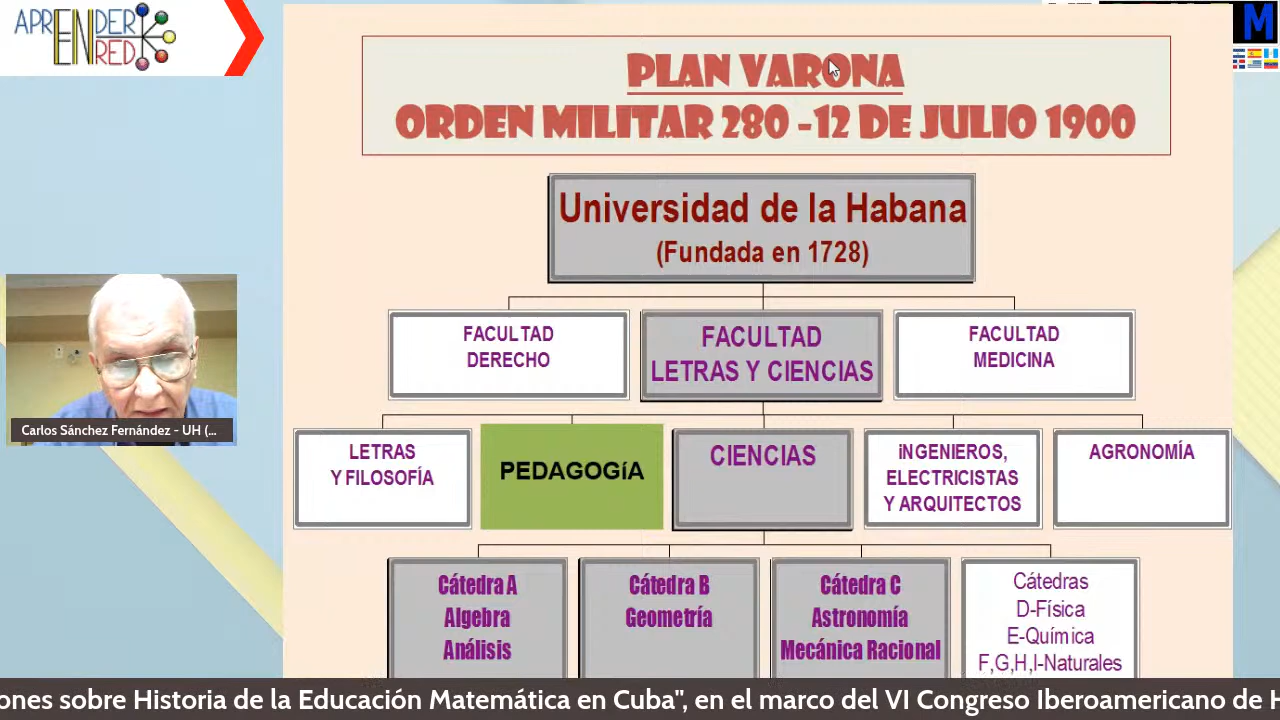 APRENDER
EN RED
M
PLAN VARONA
ORDEN MILITAR 280 -12 DE JULIO 1900
Universidad de la Habana
(Fundada en 1728)
FACULTAD
DERECHO
FACULTAD
LETRAS Y CIENCIAS
FACULTAD
MEDICINA
LETRAS
Y FILOSOFÍA
PEDAGOGíA
CIENCIAS
iNGENIEROS,
ELECTRICISTAS
Y ARQUITECTOS
AGRONOMÍA
Cátedra A
Algebra
Análisis
Cátedra B
Geometría
Cátedra C
Astronomía
Mecánica Racional
Cátedras
D-Física
E-Química
F,G,H,I-Naturales
Carlos Sánchez Fernández - UH (...
ones sobre Historia de la Educación Matemática en Cuba", en el marco del VI Congreso Iberoamericano de H